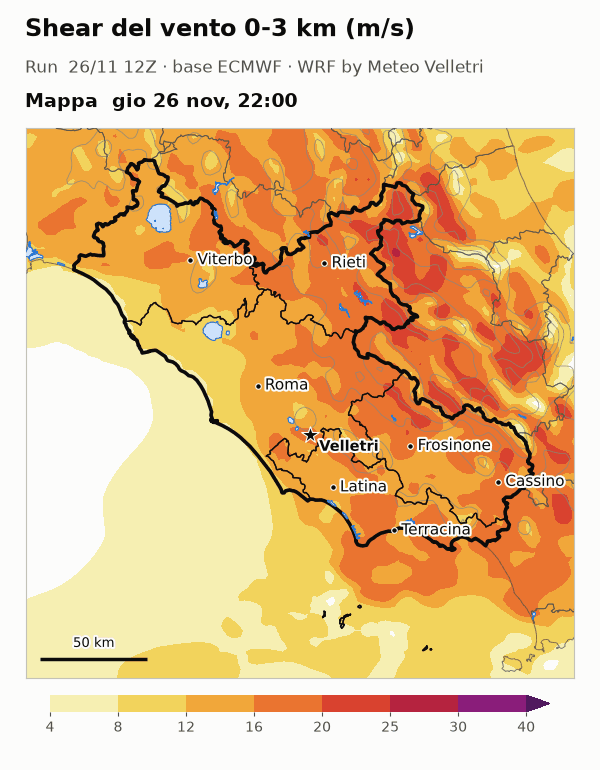 Shear del vento 0-3 km (m/s)
Run  26/11 12Z · base ECMWF · WRF by Meteo Velletri
Mappa  gio 26 nov, 22:00
Viterbo
Rieti
Roma
Velletri
Frosinone
Cassino
Latina
Terracina
50 km
4 8 12 16 20 25 30 40